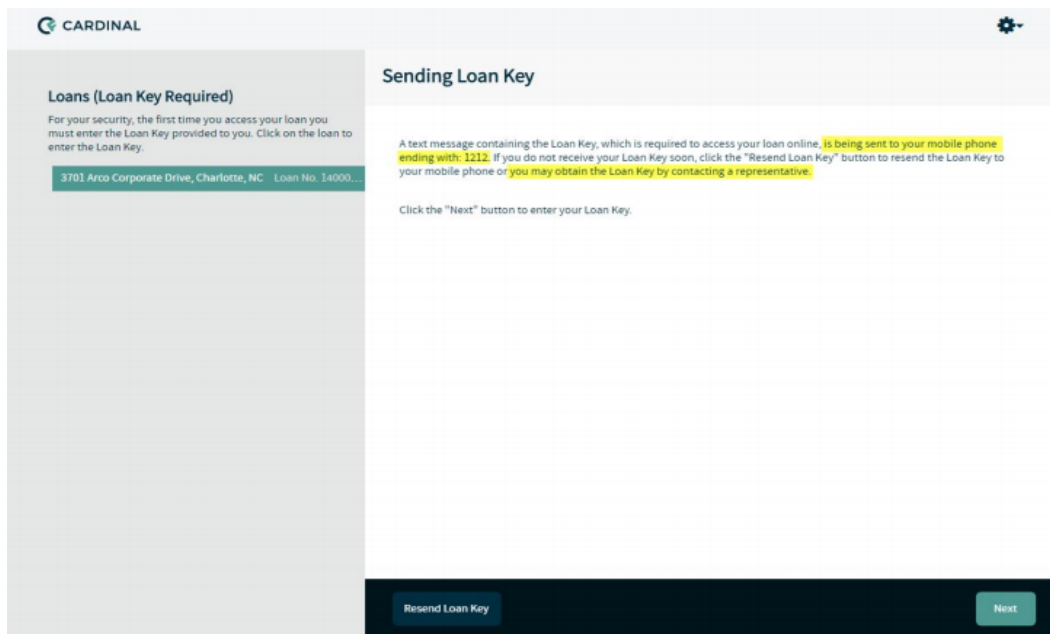 CARDINAL
Loans (Loan Key Required)
For your security, the first time you access your loan you
must enter the Loan Key provided to you. Click on the loan to
enter the Loan Key.
3701 Arco Corporate Drive, Charlotte, NC Loan No. 14000....
Sending Loan Key
A text message containing the Loan Key, which is required to access your loan online, is being sent to your mobile phone
ending with: 1212. If you do not receive your Loan Key soon, click the "Resend Loan Key" button to resend the Loan Key to
your mobile phone or you may obtain the Loan Key by contacting a representative.
Click the "Next" button to enter your Loan Key.
Resend Loan Key
Next